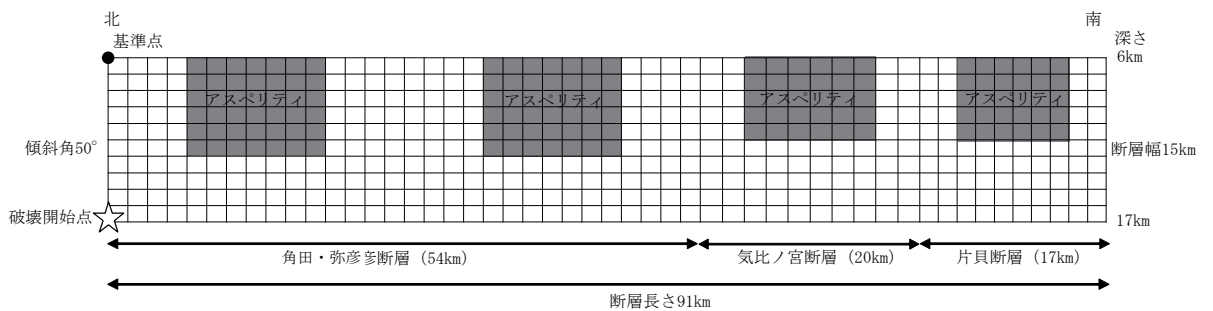 北
南
基準点
深さ
6km
アスペリティ
アスペリティ
アスペリティ
アスペリティ
傾斜角50°
断層幅15km
破壊開始点
17km
角田・弥彦断層 (54km)
気比ノ宮断層 (20km)
片貝断層 (17km)
断層長さ91km